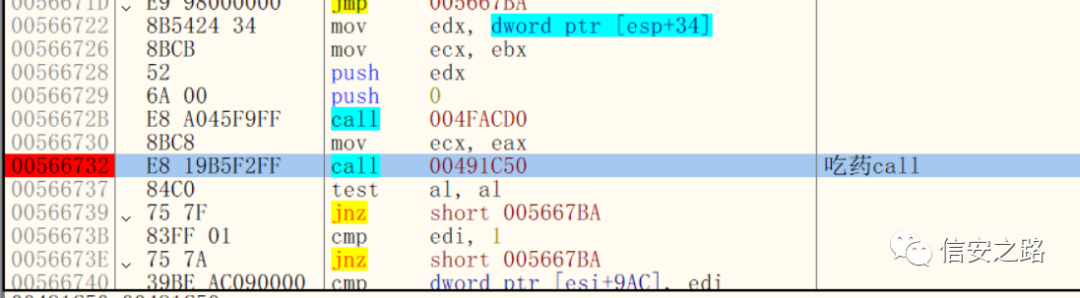 0056671D E9 98000000 jmp 005667BA
00566722 8B5424 34 mov edx, dword ptr [esp+34]
00566726 8BCB mov ecx, ebx
00566728 52 push edx
00566729 6A 00 push 0
0056672B E8 A045F9FF call 004FACD0
00566730 8BC8 mov ecx, eax
00566732 E8 19B5F2FF call 00491C50 吃药call
00566737 84C0 test al, al
00566739 75 7F jnz short 005667BA
0056673B 83FF 01 cmp edi, 1
0056673E 75 7A jnz short 005667BA
00566740 39BE AC090000 cmp dword ptr [esi+9AC], edi
信安之路